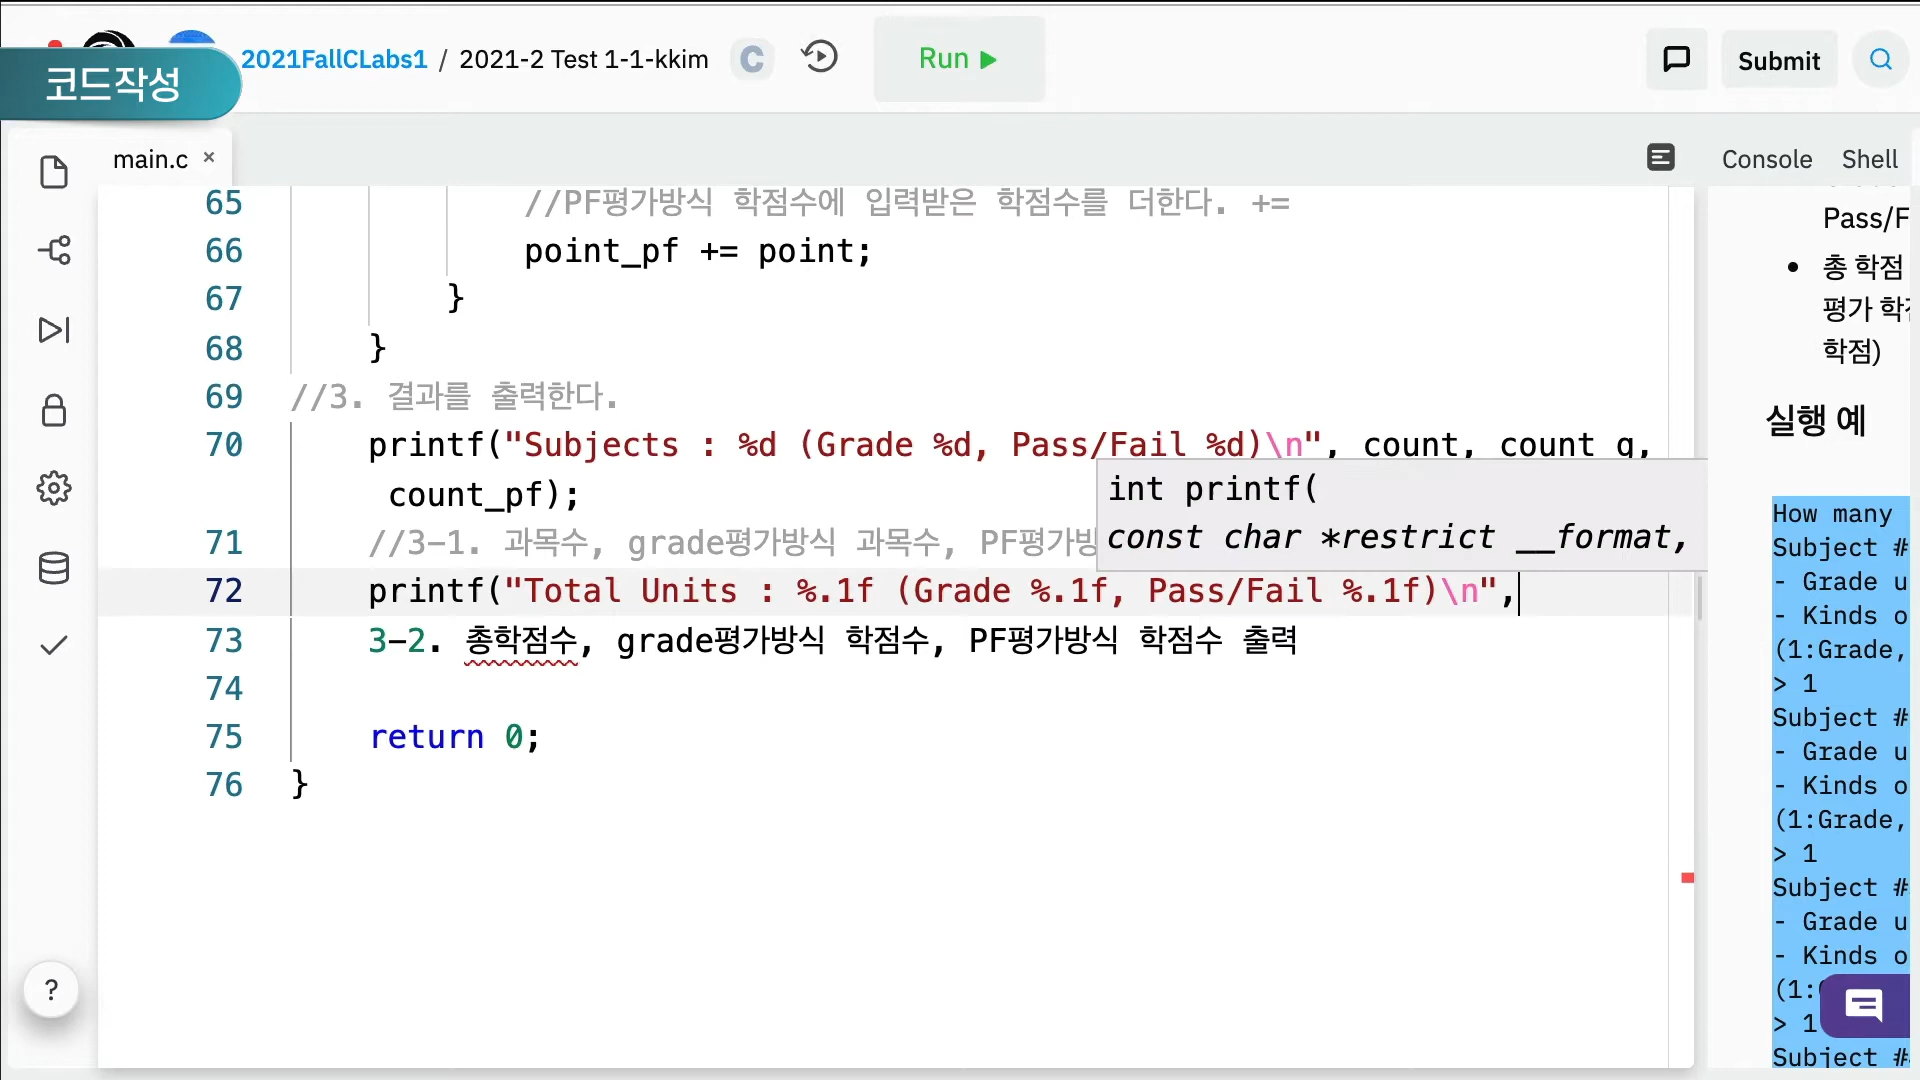 코드작성
2021FallCLabs1 / 2021-2 Test 1-1-kkim
C
Run
Submit
main.c ×
Console Shell
65 //PF평가방식 학점수에 입력받은 학점수를 더한다. +=
66 point_pf += point;
67 }
68 }
69 //3. 결과를 출력한다.
70 printf("Subjects : %d (Grade %d, Pass/Fail %d)\n", count, count_g,
count_pf);
71 //3-1. 과목수, grade평가방식 과목수, PF평가방
int printf(
const char *restrict __format,
72 printf("Total Units : %.1f (Grade %.1f, Pass/Fail %.1f)\n",
73 3-2. 총학점수, grade평가방식 학점수, PF평가방식 학점수 출력
74
75 return 0;
76 }
?
Pass/F
• 총 학점
평가 학
학점)
실행 예
How many
Subject #
- Grade u
- Kinds o
(1:Grade,
> 1
Subject #
- Grade u
- Kinds o
(1:Grade,
> 1
Subject #
- Grade u
- Kinds o
(1:
> 1
Subject #